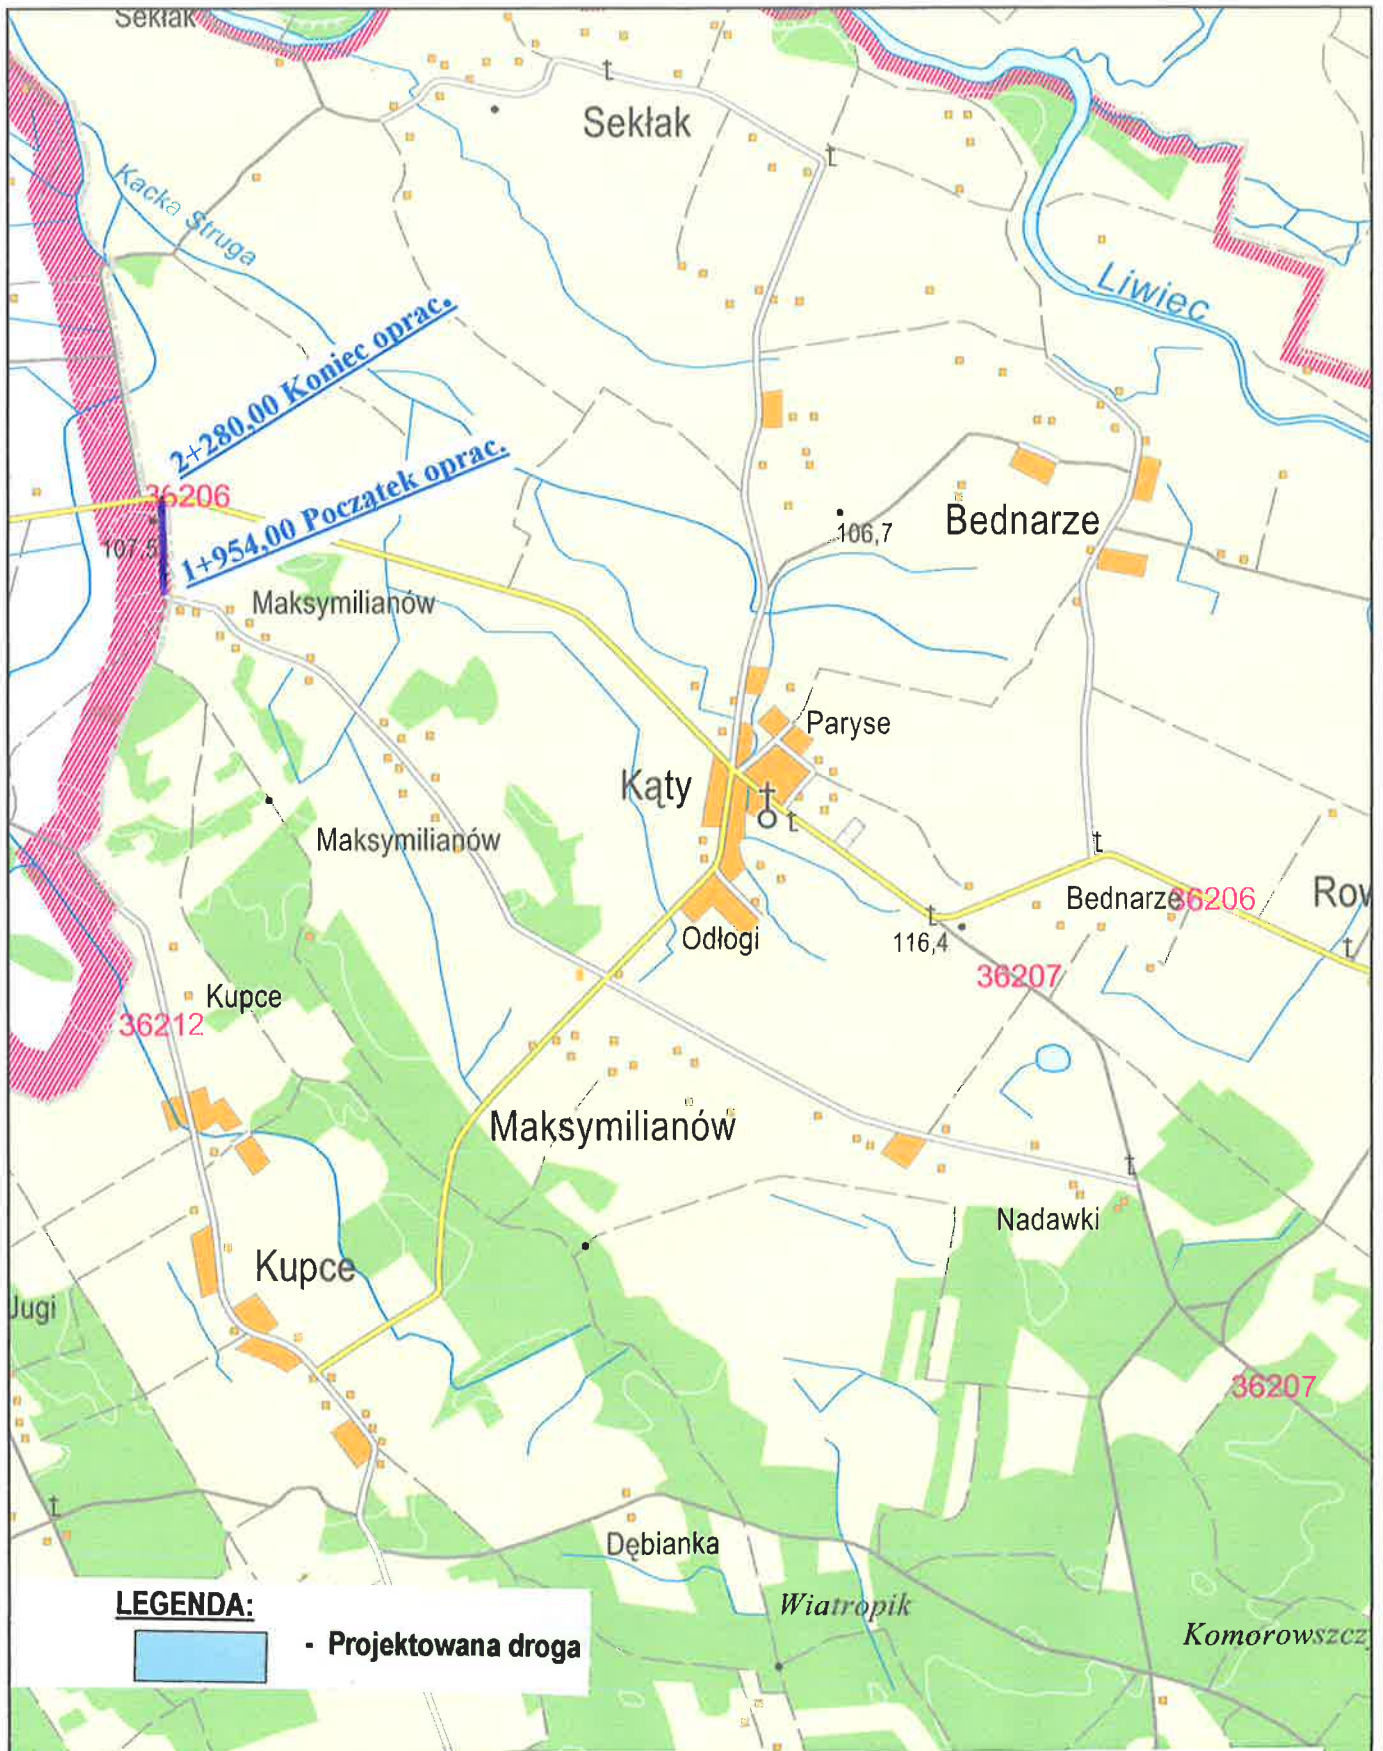 Sekłak
t
Sekłak
t
Kacka Struga
Liwiec
2+280,00 Koniec oprac.
1+954,00 Początek oprac.
36206
107,5
106,7
Bednarze
Maksymilianów
Paryse
Kąty
t
Maksymilianów
t
Bednarze
36206
Rov
t
Odłogi
116,4
t
36207
Kupce
36212
Maksymilianów
t
Nadawki
Kupce
Jugi
36207
t
Dębianka
Wiatropik
Komorowszcz
LEGENDA:
- Projektowana droga